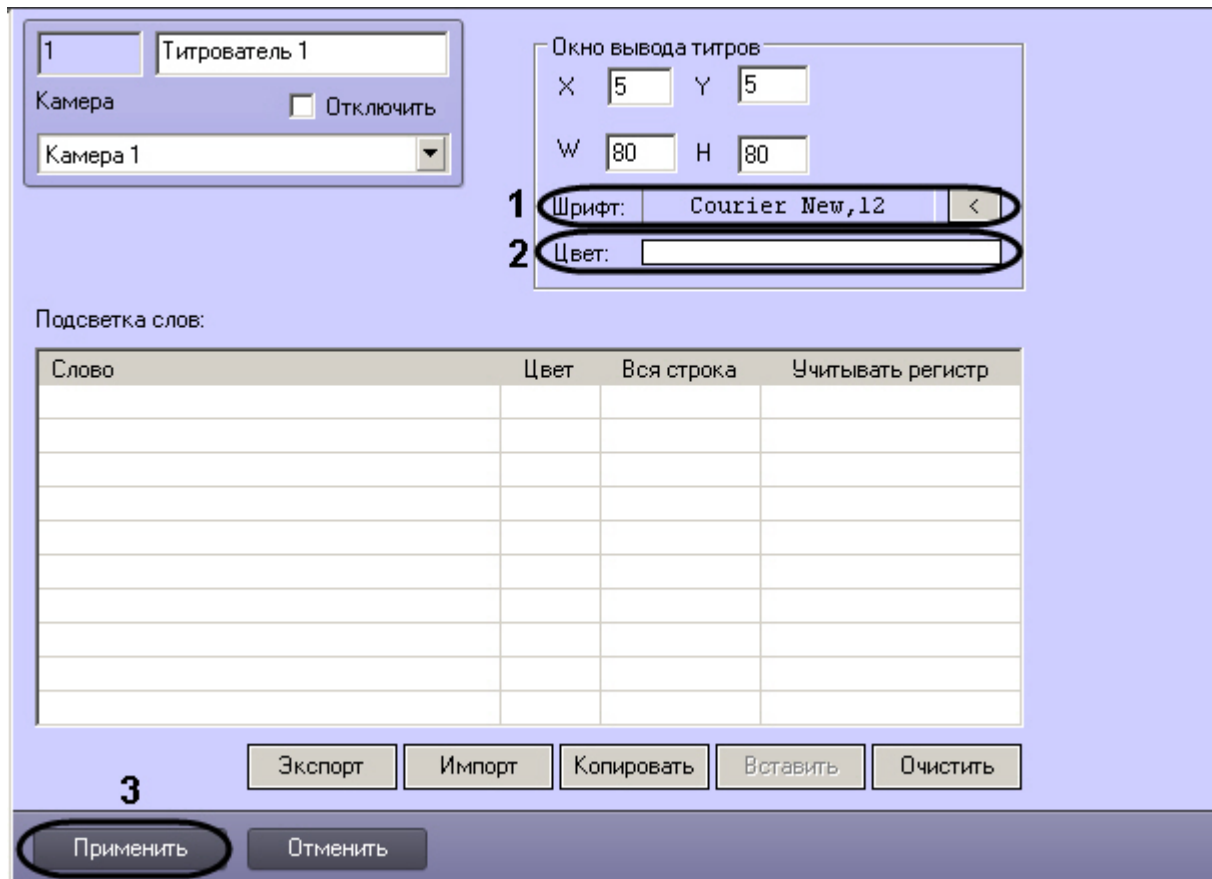 1 Титрователь 1
Камера Отключить
Камера 1
Окно вывода титров
X 5 Y 5
W 80 H 80
1 Шрифт: Courier New,12 <
2 Цвет:
Подсветка слов:
Слово Цвет Вся строка Учитывать регистр
Экспорт Импорт Копировать Вставить Очистить
3
Применить Отменить